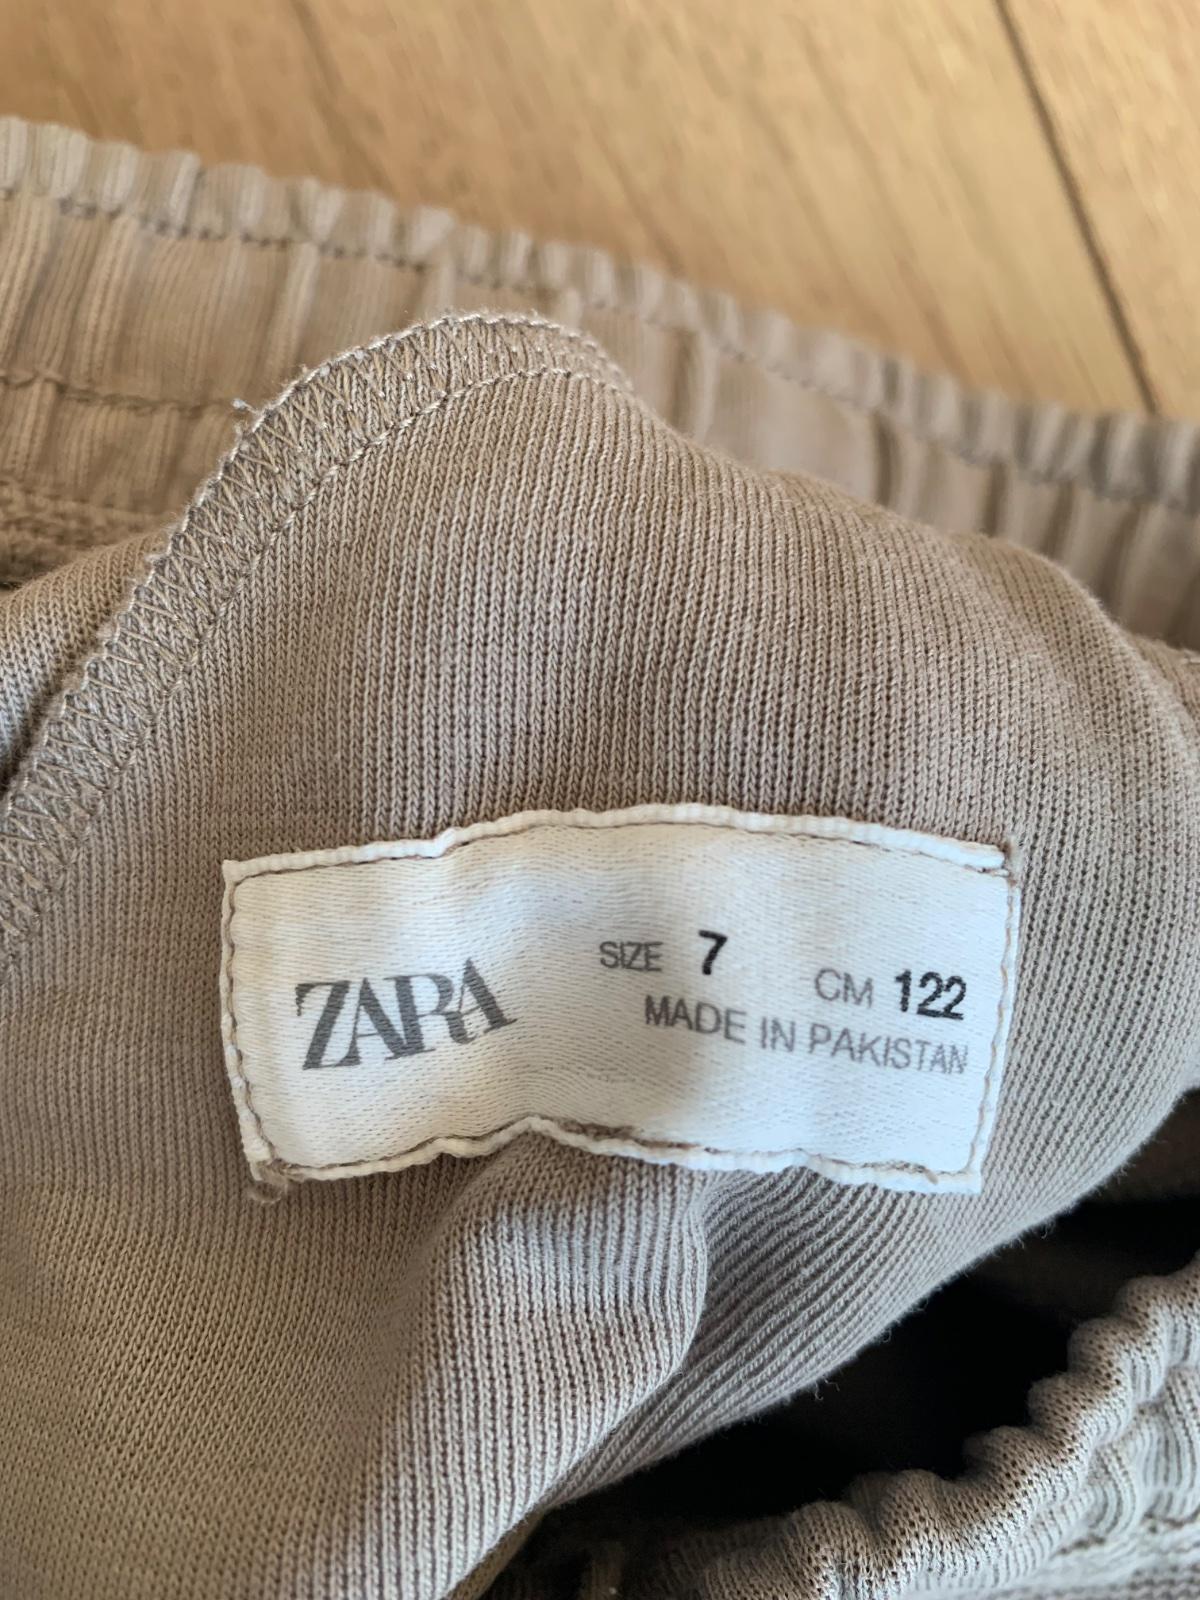 ZARA
SIZE 7
CM 122
MADE IN PAKISTAN